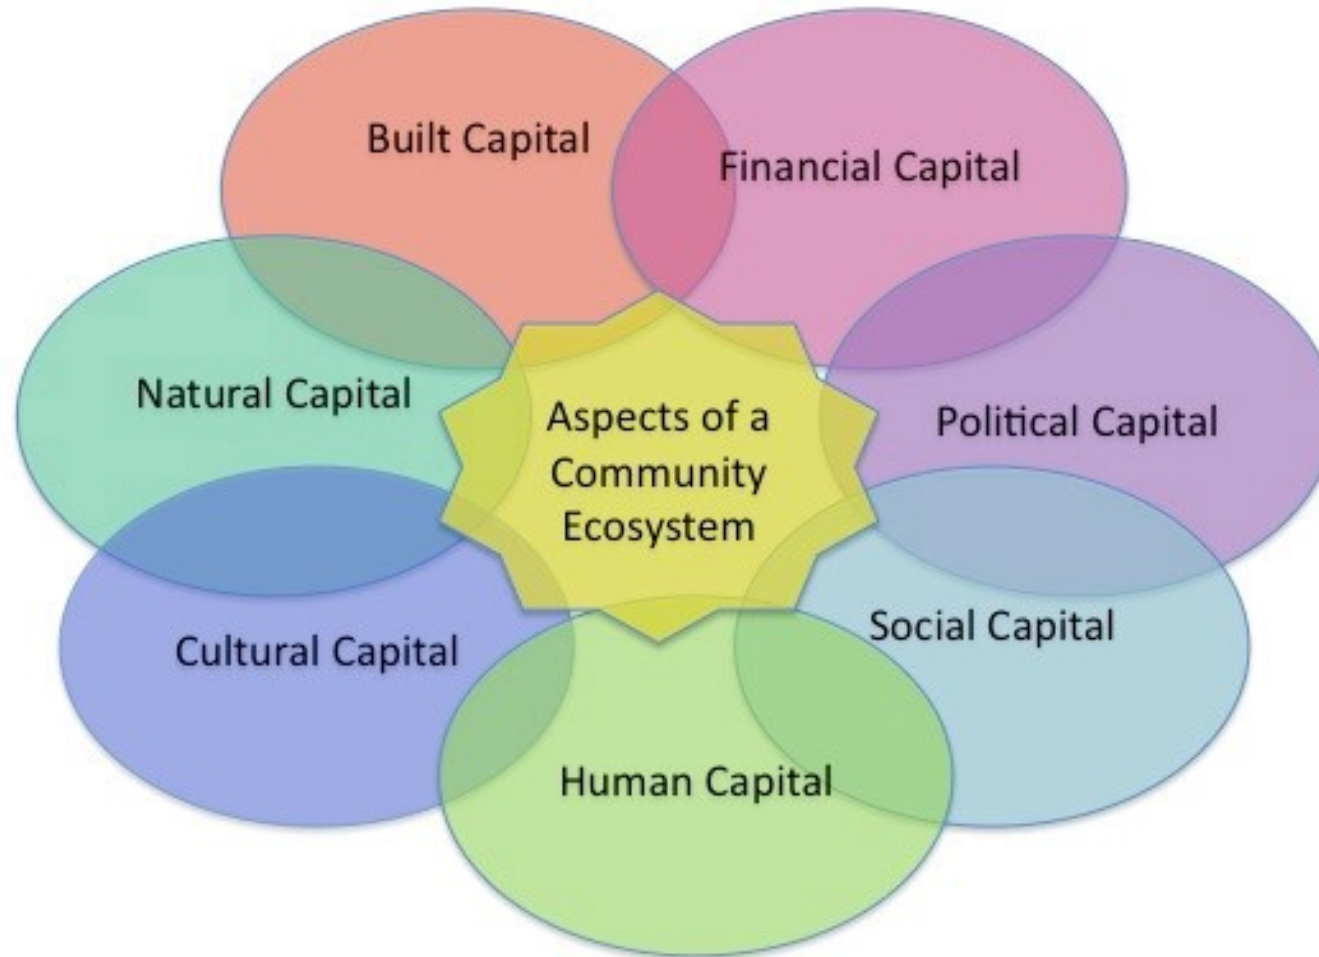 Built Capital
Financial Capital
Natural Capital
Aspects of a
Community
Ecosystem
Political Capital
Cultural Capital
Social Capital
Human Capital